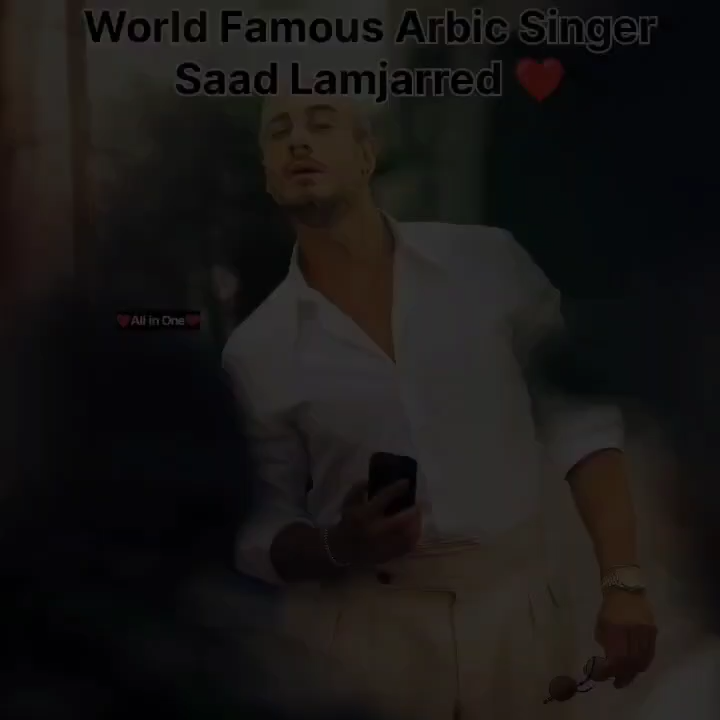 World Famous Arbic Singer
Saad Lamjarred ❤️
❤️All in One❤️